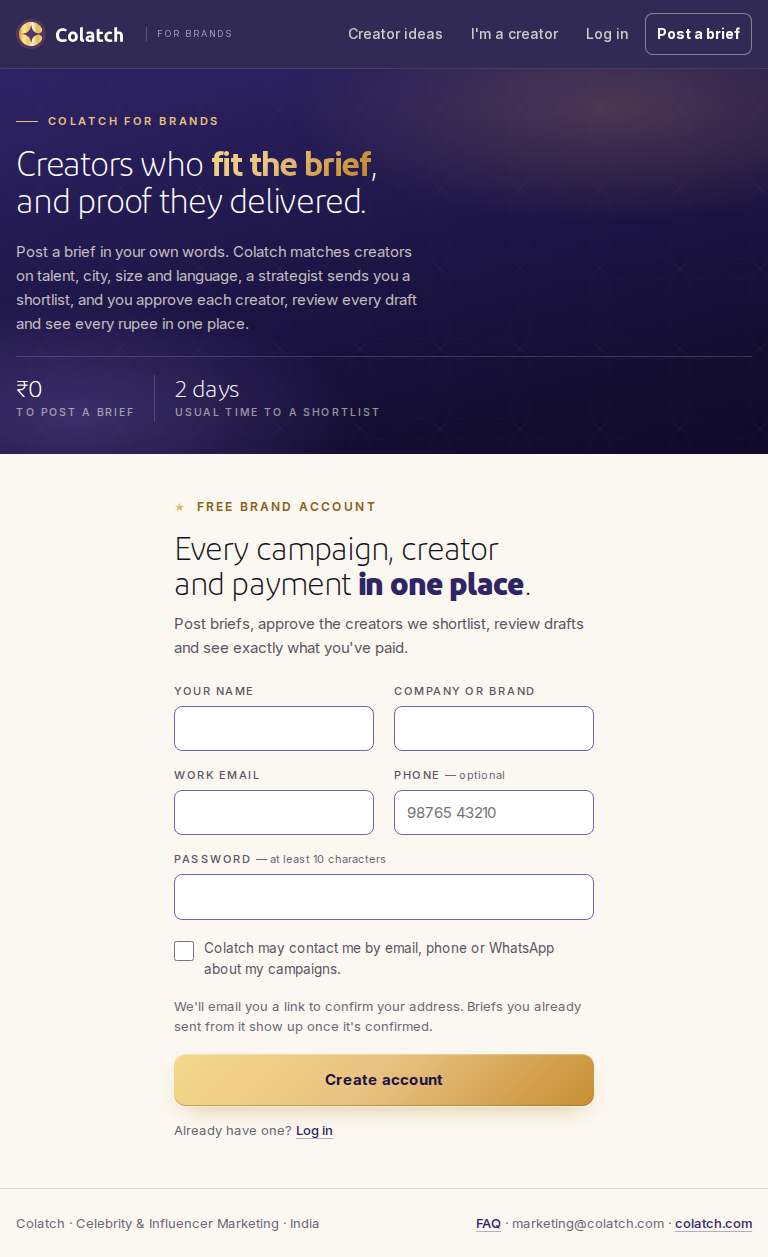 Colatch
FOR BRANDS
Creator ideas
I'm a creator
Log in
Post a brief
COLATCH FOR BRANDS
Creators who fit the brief,
and proof they delivered.
Post a brief in your own words. Colatch matches creators
on talent, city, size and language, a strategist sends you a
shortlist, and you approve each creator, review every draft
and see every rupee in one place.
₹0
TO POST A BRIEF
2 days
USUAL TIME TO A SHORTLIST
★ FREE BRAND ACCOUNT
Every campaign, creator
and payment in one place.
Post briefs, approve the creators we shortlist, review drafts
and see exactly what you've paid.
YOUR NAME
COMPANY OR BRAND
WORK EMAIL
PHONE — optional
98765 43210
PASSWORD — at least 10 characters
Colatch may contact me by email, phone or WhatsApp
about my campaigns.
We'll email you a link to confirm your address. Briefs you already
sent from it show up once it's confirmed.
Create account
Already have one? Log in
Colatch · Celebrity & Influencer Marketing · India
FAQ · marketing@colatch.com · colatch.com